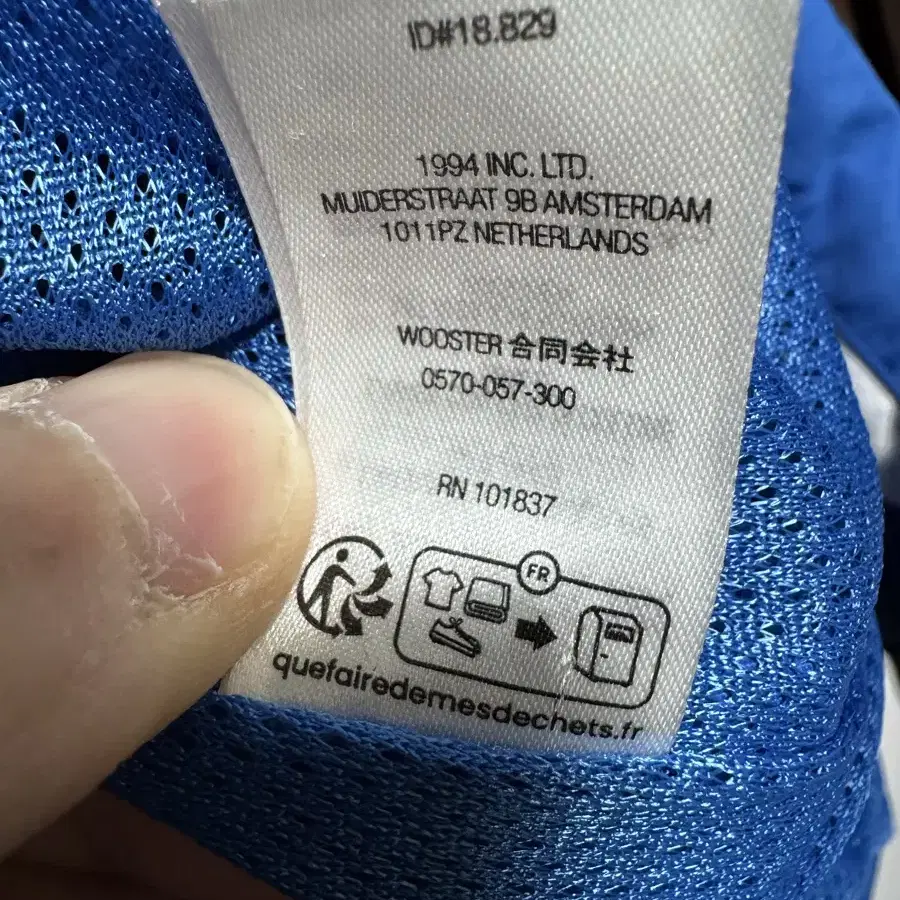 ID#18.829
1994 INC. LTD.
MUIDERSTRAAT 9B AMSTERDAM
1011PZ NETHERLANDS
WOOSTER 合同会社
0570-057-300
RN 101837
FR
quefairedemesdechets.fr